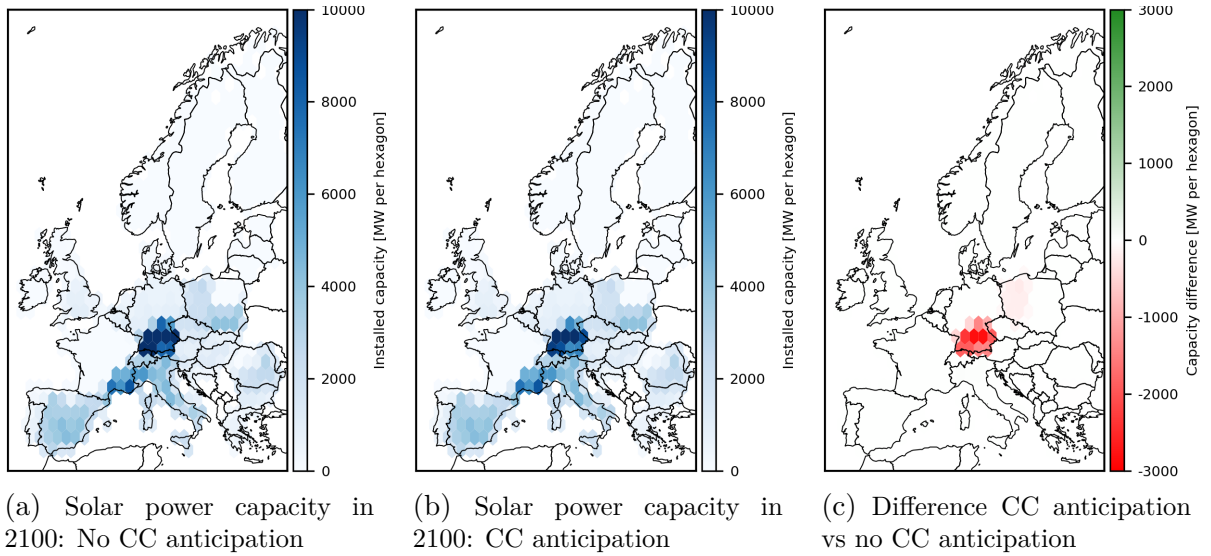 10000
8000
6000
4000
2000
0
Installed capacity [MW per hexagon]
10000
8000
6000
4000
2000
0
Installed capacity [MW per hexagon]
3000
2000
1000
0
-1000
-2000
-3000
Capacity difference [MW per hexagon]
(a) Solar power capacity in
2100: No CC anticipation
(b) Solar power capacity in
2100: CC anticipation
(c) Difference CC anticipation
vs no CC anticipation